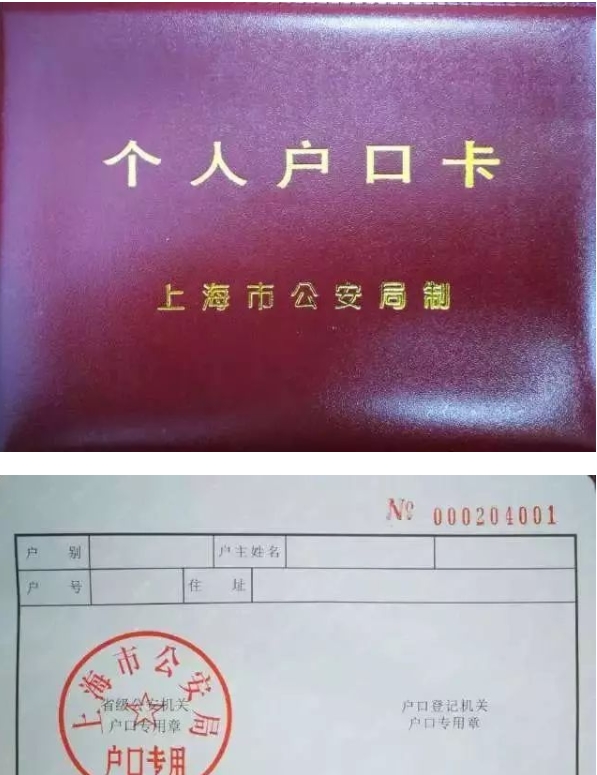 个人户口卡
上海市公安局制
№ 000204001
户 别
户主姓名
户 号
住 址
上海市公安局
省级公安机关
户口专用章
户口专用
户口登记机关
户口专用章